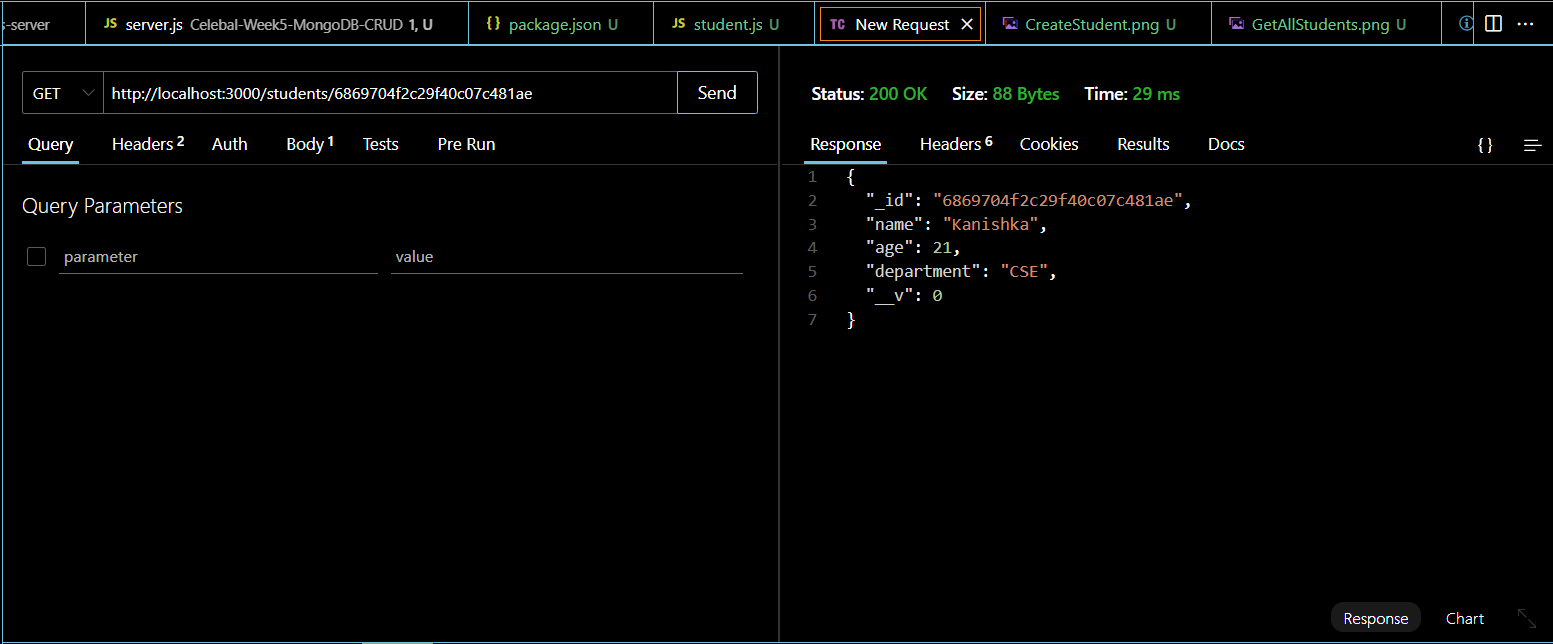 s-server JS server.js Celebal-Week5-MongoDB-CRUD 1, U {} package.json U JS student.js U TC New Request CreateStudent.png U GetAllStudents.png U
GET http://localhost:3000/students/6869704f2c29f40c07c481ae Send
Query Headers 2 Auth Body 1 Tests Pre Run
Query Parameters
parameter value
Status: 200 OK Size: 88 Bytes Time: 29 ms
Response Headers 6 Cookies Results Docs {}
1 {
2 "_id": "6869704f2c29f40c07c481ae",
3 "name": "Kanishka",
4 "age": 21,
5 "department": "CSE",
6 "__v": 0
7 }
Response Chart